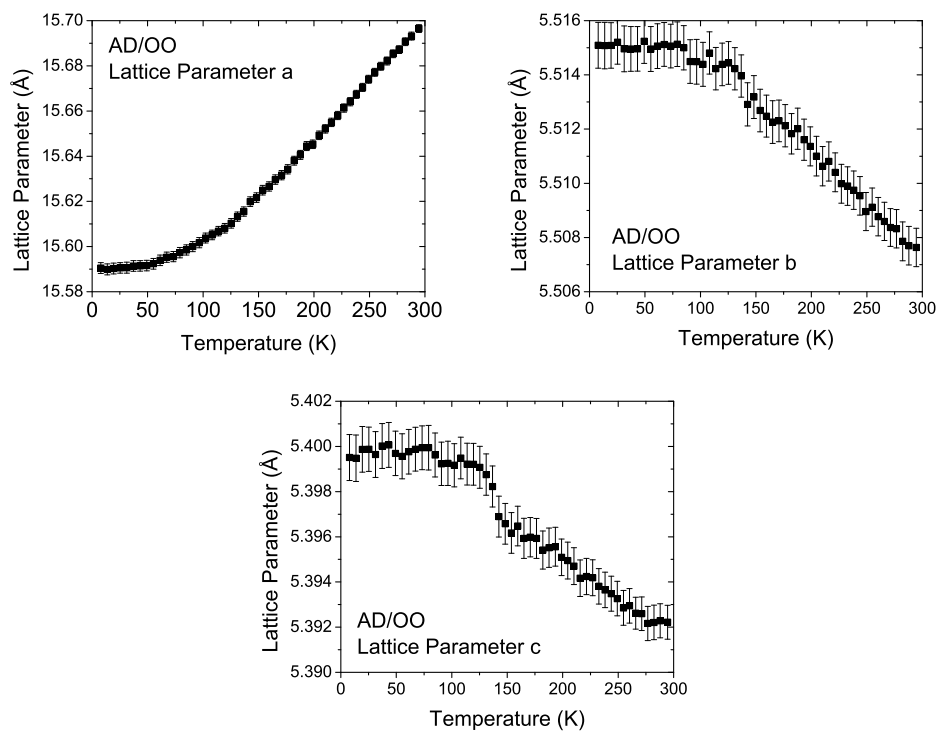 15.70
15.68
15.66
15.64
15.62
15.60
15.58
Lattice Parameter (Å)
AD/OO
Lattice Parameter a
0 50 100 150 200 250 300
Temperature (K)
5.516
5.514
5.512
5.510
5.508
5.506
Lattice Parameter (Å)
AD/OO
Lattice Parameter b
0 50 100 150 200 250 300
Temperature (K)
5.402
5.400
5.398
5.396
5.394
5.392
5.390
Lattice Parameter (Å)
AD/OO
Lattice Parameter c
0 50 100 150 200 250 300
Temperature (K)